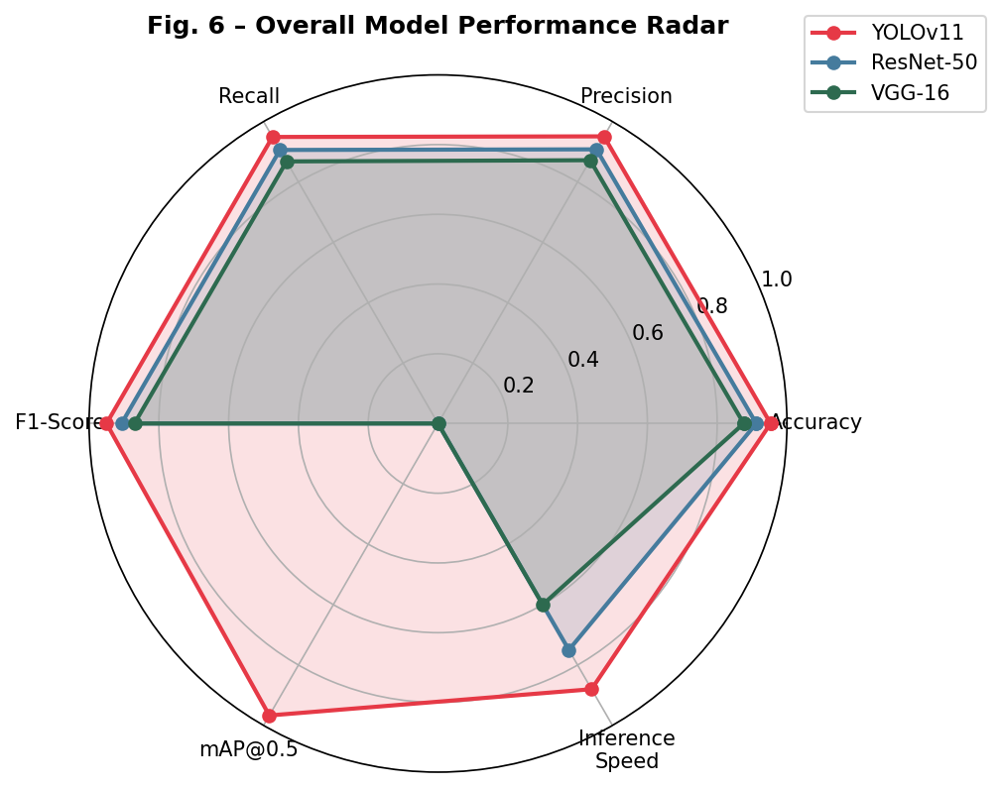 Fig. 6 – Overall Model Performance Radar
YOLOv11
ResNet-50
VGG-16
Recall
Precision
1.0
0.8
0.6
0.4
0.2
F1-Score
Accuracy
mAP@0.5
Inference
Speed